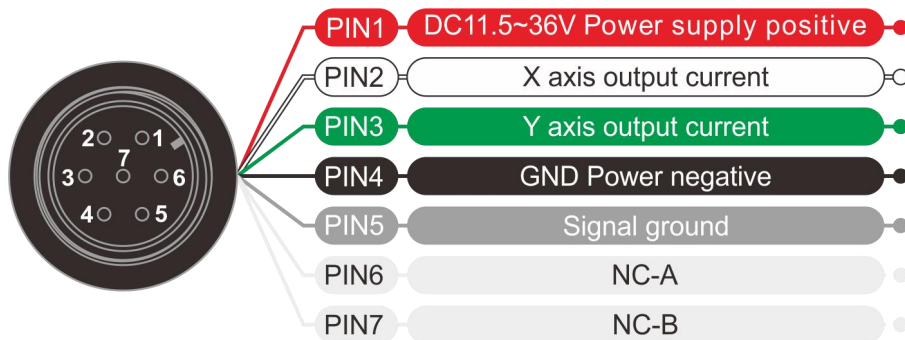 PIN1 DC11.5~36V Power supply positive
PIN2 X axis output current
PIN3 Y axis output current
PIN4 GND Power negative
PIN5 Signal ground
PIN6 NC-A
PIN7 NC-B
2 1
7
3 6
4 5